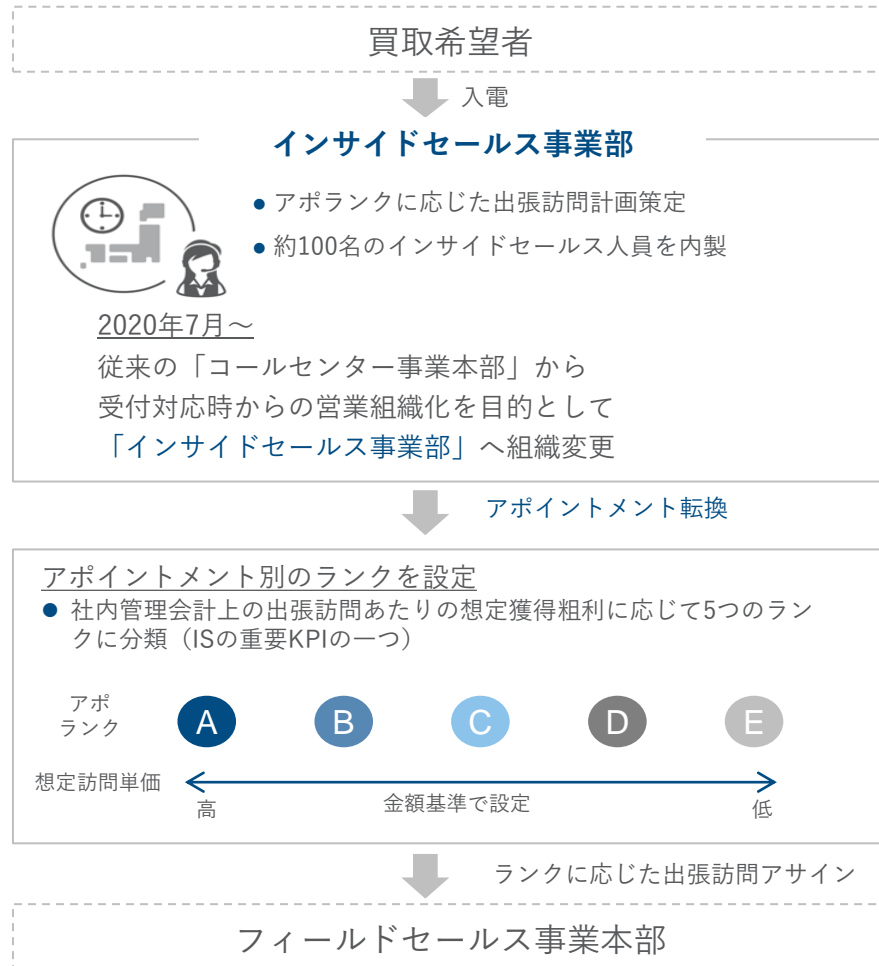 買取希望者
入電
インサイドセールス事業部
● アポランクに応じた出張訪問計画策定
● 約100名のインサイドセールス人員を内製
2020年7月～
従来の「コールセンター事業本部」から
受付対応時からの営業組織化を目的として
「インサイドセールス事業部」へ組織変更
アポイントメント転換
アポイントメント別のランクを設定
● 社内管理会計上の出張訪問あたりの想定獲得粗利に応じて5つのラン
クに分類（ISの重要KPIの一つ）
アポ
ランク
A B C D E
想定訪問単価
高 金額基準で設定 低
ランクに応じた出張訪問アサイン
フィールドセールス事業本部